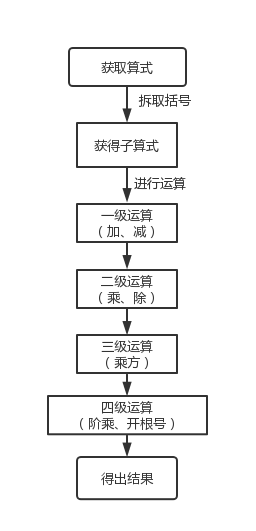 获取算式
拆取括号
获得子算式
进行运算
一级运算
（加、减）
二级运算
（乘、除）
三级运算
（乘方）
四级运算
（阶乘、开根号）
得出结果